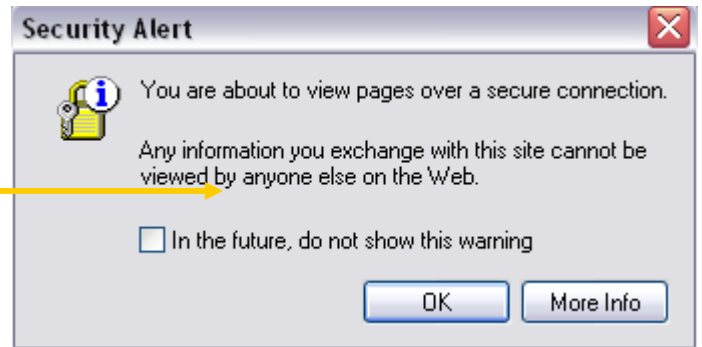 Security Alert
You are about to view pages over a secure connection.
Any information you exchange with this site cannot be
viewed by anyone else on the Web.
In the future, do not show this warning
OK More Info